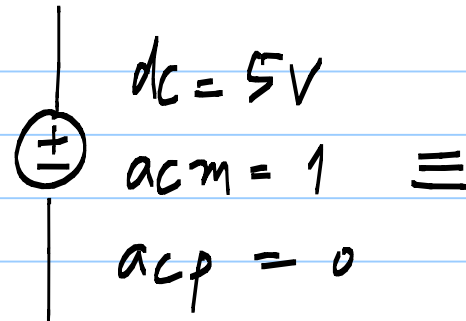 dc = 5V
acm = 1 ≡
acp = 0